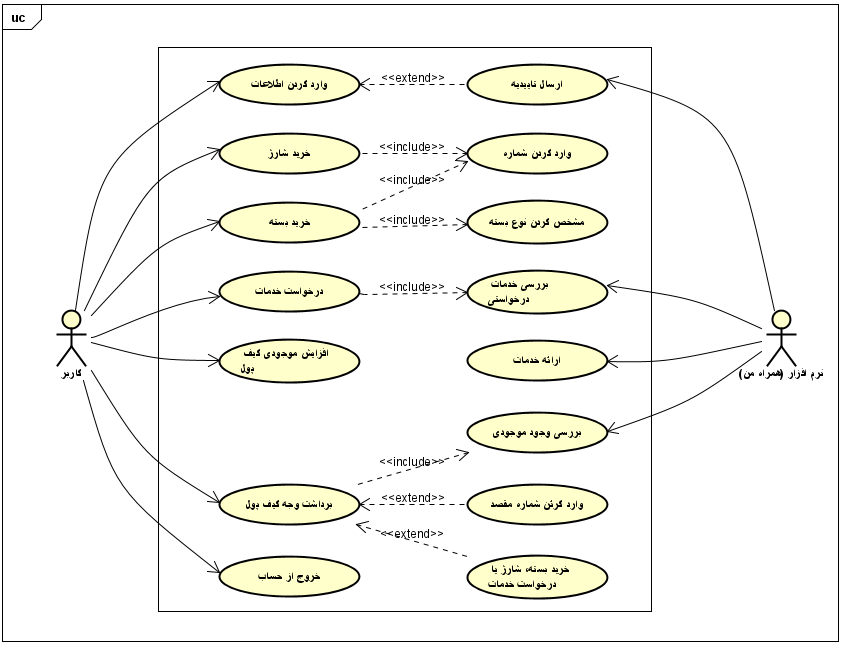 uc
وارد کردن اطلاعات
<<extend>>
ارسال تاییدیه
خرید شارژ
<<include>>
وارد کردن شماره
<<include>>
خرید بسته
<<include>>
مشخص کردن نوع بسته
درخواست خدمات
<<include>>
بررسی خدمات
درخواستی
کاربر
نرم افزار (همراه من)
افزایش موجودی کیف
پول
ارائه خدمات
بررسی وجود موجودی
<<include>>
برداشت وجه کیف پول
<<extend>>
وارد کرتن شماره مقصد
<<extend>>
خروج از حساب
خرید بسته، شارژ یا
درخواست خدمات